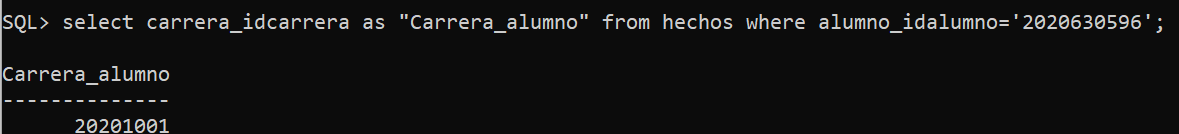 SQL> select carrera_idcarrera as "Carrera_alumno" from hechos where alumno_idalumno='2020630596';
Carrera_alumno
--------------
20201001